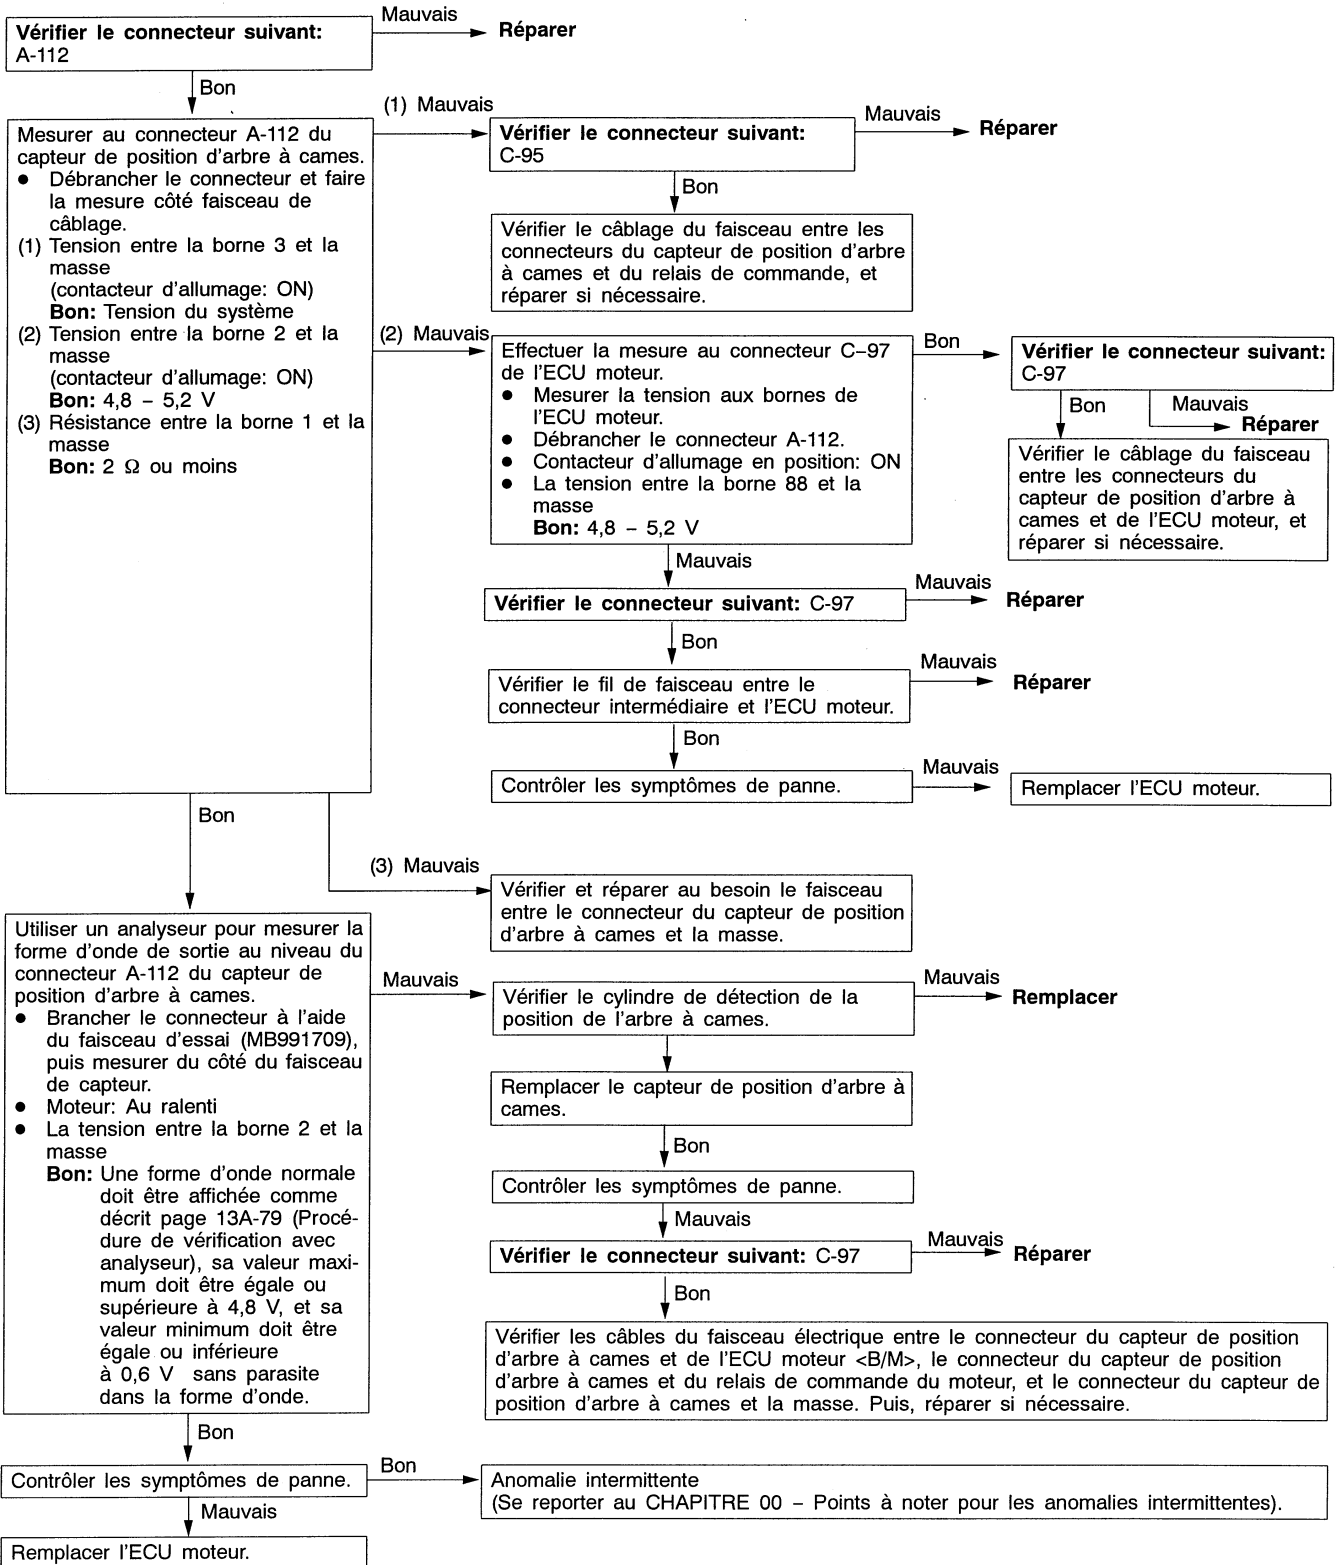 Vérifier le connecteur suivant:
A-112
Mauvais
Réparer
Bon
Mesurer au connecteur A-112 du
capteur de position d'arbre à cames.
● Débrancher le connecteur et faire
la mesure côté faisceau de
câblage.
(1) Tension entre la borne 3 et la
masse
(contacteur d'allumage: ON)
Bon: Tension du système
(2) Tension entre la borne 2 et la
masse
(contacteur d'allumage: ON)
Bon: 4,8 – 5,2 V
(3) Résistance entre la borne 1 et la
masse
Bon: 2 Ω ou moins
(1) Mauvais
Vérifier le connecteur suivant:
C-95
Mauvais
Réparer
Bon
Vérifier le câblage du faisceau entre les
connecteurs du capteur de position d'arbre
à cames et du relais de commande, et
réparer si nécessaire.
(2) Mauvais
Effectuer la mesure au connecteur C–97
de l'ECU moteur.
● Mesurer la tension aux bornes de
l'ECU moteur.
● Débrancher le connecteur A-112.
● Contacteur d'allumage en position: ON
● La tension entre la borne 88 et la
masse
Bon: 4,8 – 5,2 V
Bon
Vérifier le connecteur suivant:
C-97
Bon
Mauvais
Réparer
Vérifier le câblage du faisceau
entre les connecteurs du
capteur de position d'arbre à
cames et de l'ECU moteur, et
réparer si nécessaire.
Mauvais
Vérifier le connecteur suivant: C-97
Mauvais
Réparer
Bon
Vérifier le fil de faisceau entre le
connecteur intermédiaire et l'ECU moteur.
Mauvais
Réparer
Bon
Contrôler les symptômes de panne.
Mauvais
Remplacer l'ECU moteur.
Bon
(3) Mauvais
Vérifier et réparer au besoin le faisceau
entre le connecteur du capteur de position
d'arbre à cames et la masse.
Utiliser un analyseur pour mesurer la
forme d'onde de sortie au niveau du
connecteur A-112 du capteur de
position d'arbre à cames.
● Brancher le connecteur à l'aide
du faisceau d'essai (MB991709),
puis mesurer du côté du faisceau
de capteur.
● Moteur: Au ralenti
● La tension entre la borne 2 et la
masse
Bon: Une forme d'onde normale
doit être affichée comme
décrit page 13A-79 (Procé-
dure de vérification avec
analyseur), sa valeur maxi-
mum doit être égale ou
supérieure à 4,8 V, et sa
valeur minimum doit être
égale ou inférieure
à 0,6 V sans parasite
dans la forme d'onde.
Mauvais
Vérifier le cylindre de détection de la
position de l'arbre à cames.
Mauvais
Remplacer
Remplacer le capteur de position d'arbre à
cames.
Bon
Contrôler les symptômes de panne.
Mauvais
Vérifier le connecteur suivant: C-97
Mauvais
Réparer
Bon
Vérifier les câbles du faisceau électrique entre le connecteur du capteur de position
d'arbre à cames et de l'ECU moteur <B/M>, le connecteur du capteur de position
d'arbre à cames et du relais de commande du moteur, et le connecteur du capteur de
position d'arbre à cames et la masse. Puis, réparer si nécessaire.
Bon
Contrôler les symptômes de panne.
Bon
Anomalie intermittente
(Se reporter au CHAPITRE 00 – Points à noter pour les anomalies intermittentes).
Mauvais
Remplacer l'ECU moteur.